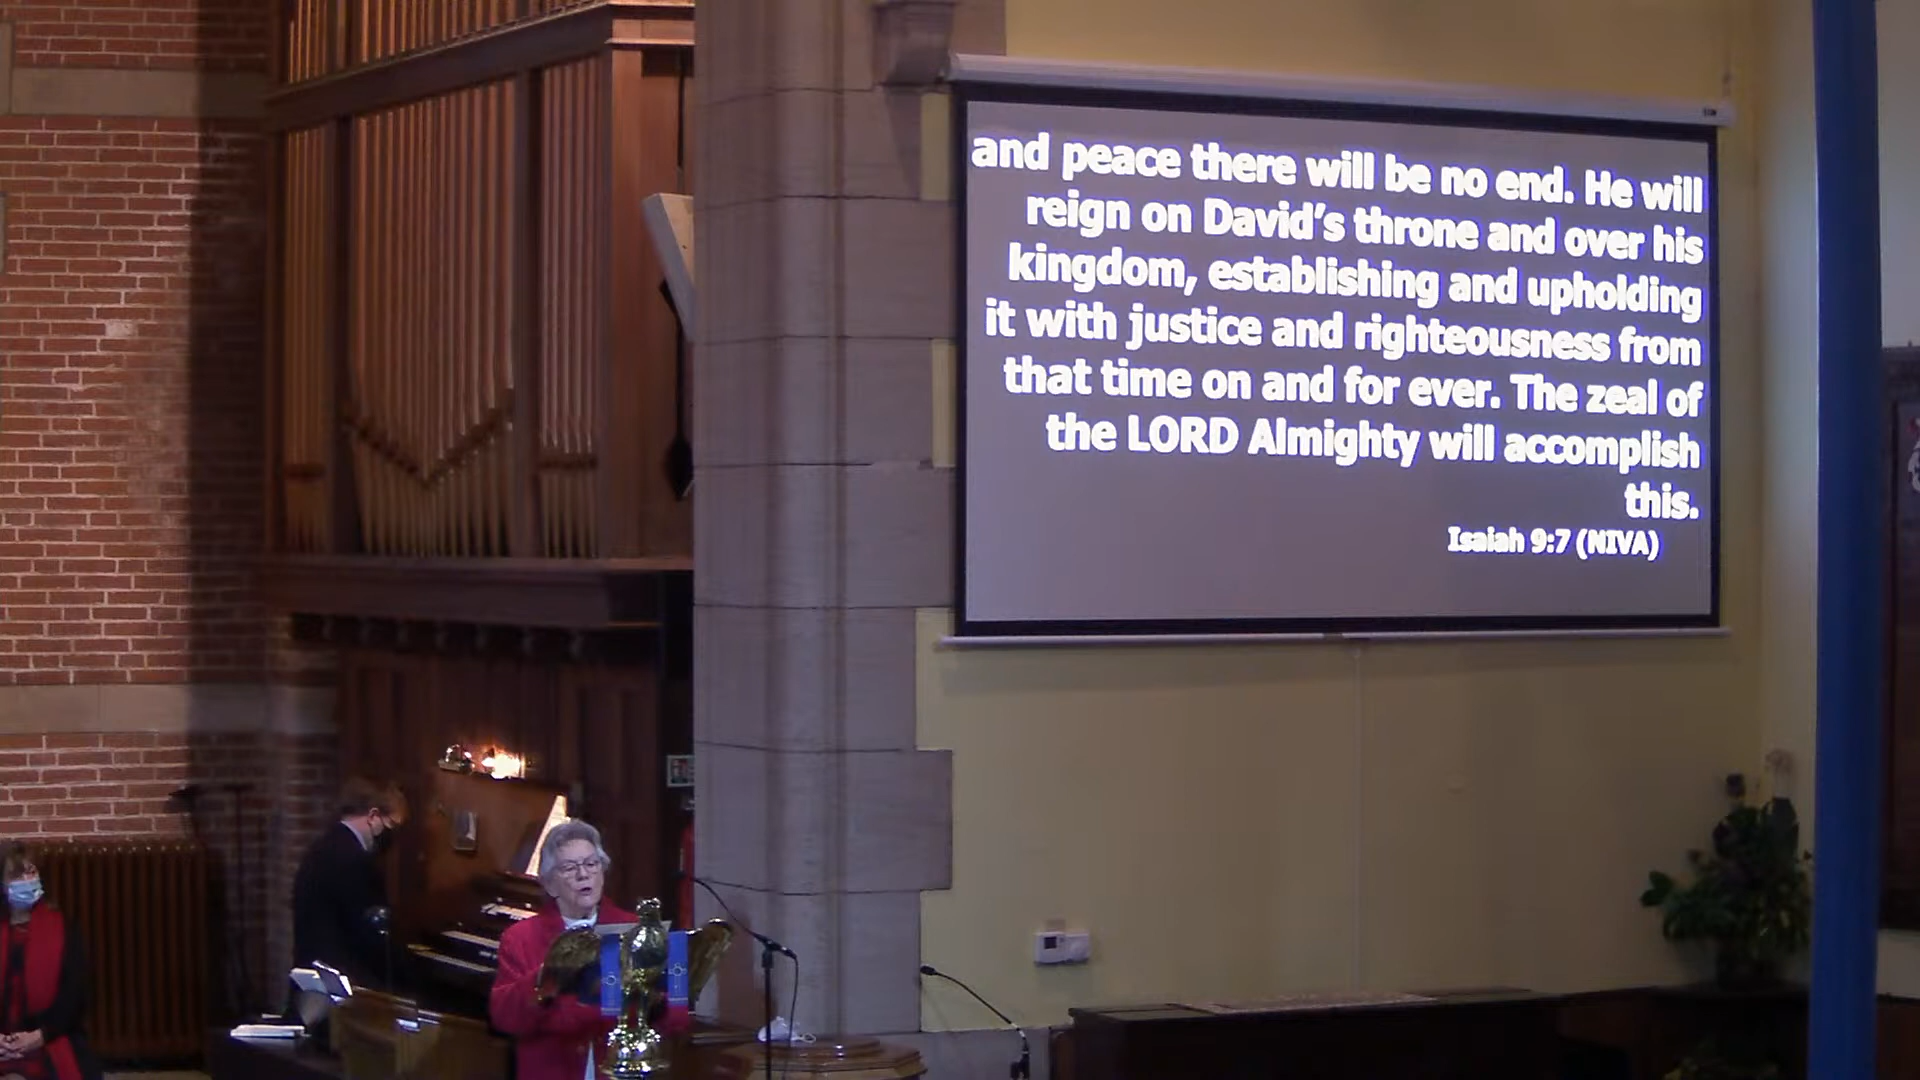 and peace there will be no end. He will
reign on David's throne and over his
kingdom, establishing and upholding
it with justice and righteousness from
that time on and for ever. The zeal of
the LORD Almighty will accomplish
this.
Isaiah 9:7 (NIVA)